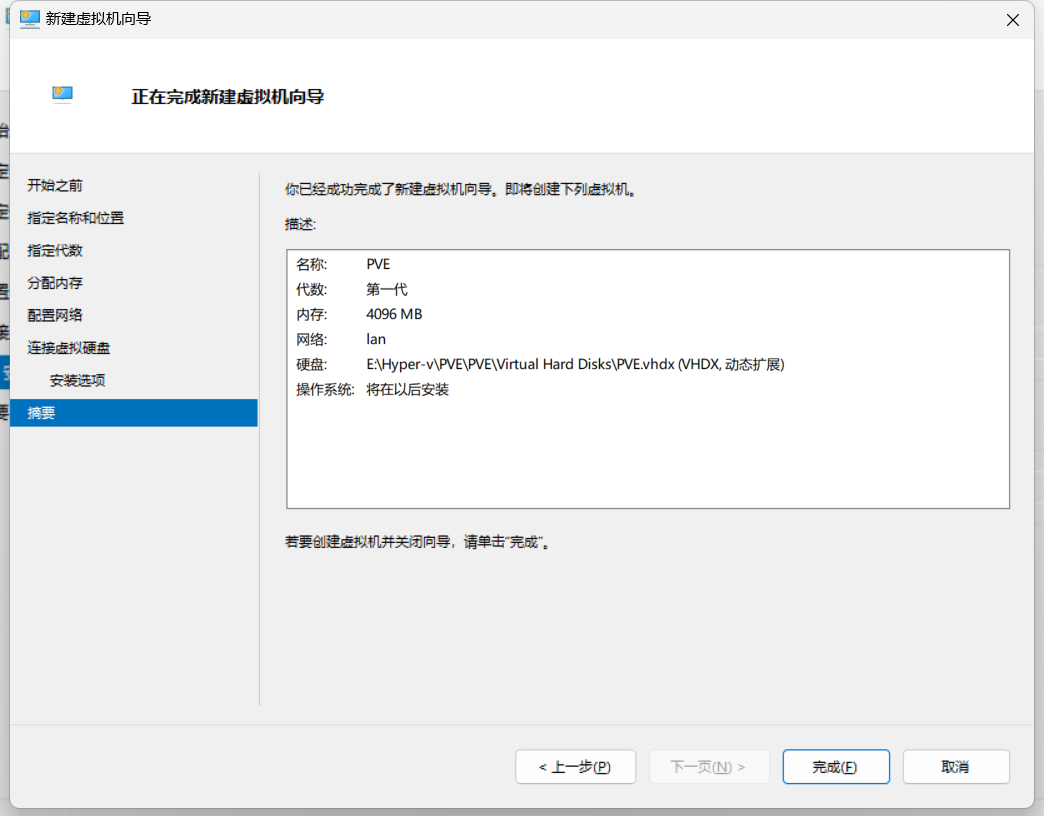 新建虚拟机向导
正在完成新建虚拟机向导
开始之前
指定名称和位置
指定代数
分配内存
配置网络
连接虚拟硬盘
安装选项
摘要
你已经成功完成了新建虚拟机向导。即将创建下列虚拟机。
描述:
名称: PVE
代数: 第一代
内存: 4096 MB
网络: lan
硬盘: E:\Hyper-v\PVE\PVE\Virtual Hard Disks\PVE.vhdx (VHDX, 动态扩展)
操作系统: 将在以后安装
若要创建虚拟机并关闭向导，请单击"完成"。
< 上一步(P) 下一页(N) > 完成(F) 取消